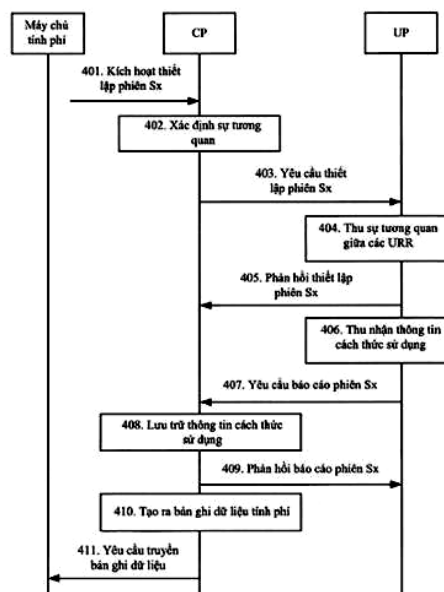 Máy chủ
tính phí
CP
UP
401. Kích hoạt thiết
lập phiên Sx
402. Xác định sự tương
quan
403. Yêu cầu thiết
lập phiên Sx
404. Thu sự tương quan
giữa các URR
405. Phản hồi thiết lập
phiên Sx
406. Thu nhận thông tin
cách thức sử dụng
407. Yêu cầu báo cáo phiên Sx
408. Lưu trữ thông tin cách thức
sử dụng
409. Phản hồi báo cáo phiên Sx
410. Tạo ra bản ghi dữ liệu tính phí
411. Yêu cầu truyền
bản ghi dữ liệu